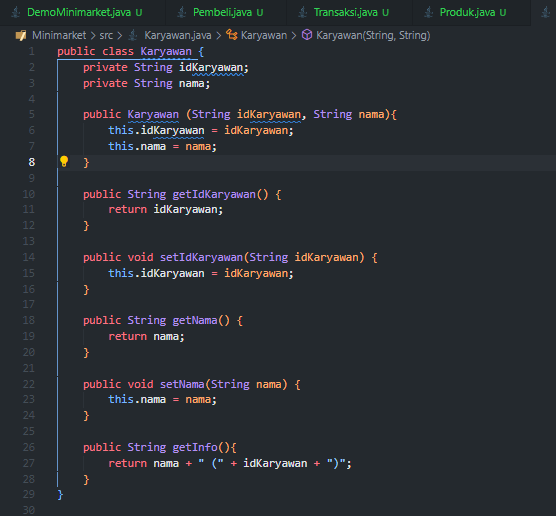 DemoMinimarket.java U Pembeli.java U Transaksi.java U Produk.java U
Minimarket > src > Karyawan.java > Karyawan > Karyawan(String, String)
1 public class Karyawan {
2     private String idKaryawan;
3     private String nama;
4
5     public Karyawan (String idKaryawan, String nama){
6         this.idKaryawan = idKaryawan;
7         this.nama = nama;
8     }
9
10     public String getIdKaryawan() {
11         return idKaryawan;
12     }
13
14     public void setIdKaryawan(String idKaryawan) {
15         this.idKaryawan = idKaryawan;
16     }
17
18     public String getNama() {
19         return nama;
20     }
21
22     public void setNama(String nama) {
23         this.nama = nama;
24     }
25
26     public String getInfo(){
27         return nama + " (" + idKaryawan + ")";
28     }
29 }
30